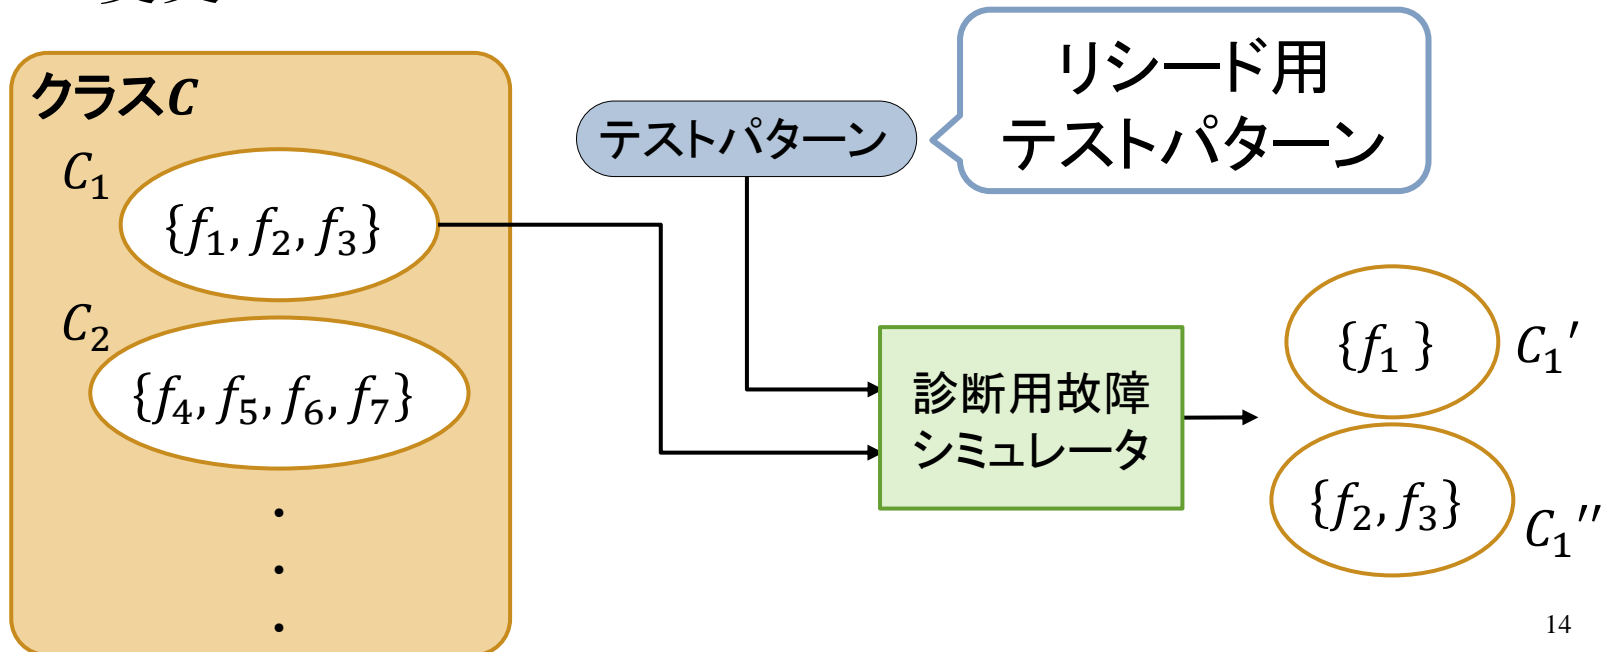 クラスC
C₁
{f₁, f₂, f₃}
C₂
{f₄, f₅, f₆, f₇}
テストパターン
リシード用
テストパターン
診断用故障
シミュレータ
{f₁ }
C₁′
{f₂, f₃}
C₁′′
14